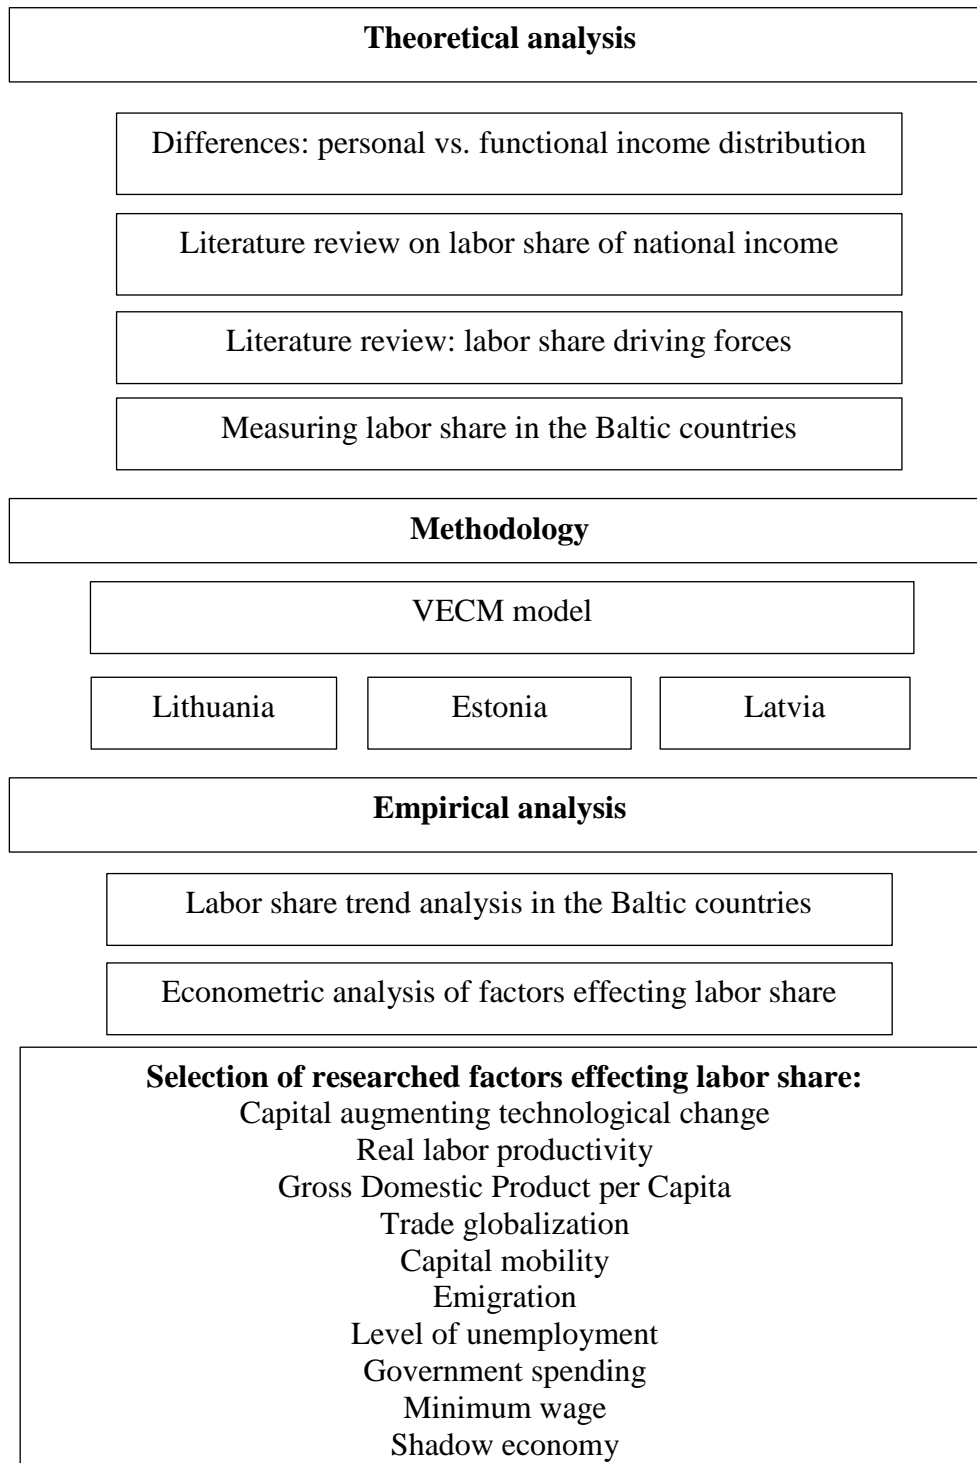 Theoretical analysis
Differences: personal vs. functional income distribution
Literature review on labor share of national income
Literature review: labor share driving forces
Measuring labor share in the Baltic countries
Methodology
VECM model
Lithuania
Estonia
Latvia
Empirical analysis
Labor share trend analysis in the Baltic countries
Econometric analysis of factors effecting labor share
Selection of researched factors effecting labor share:
Capital augmenting technological change
Real labor productivity
Gross Domestic Product per Capita
Trade globalization
Capital mobility
Emigration
Level of unemployment
Government spending
Minimum wage
Shadow economy